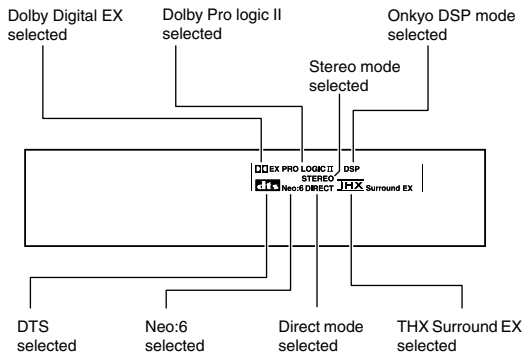 Dolby Digital EX
selected
Dolby Pro logic II
selected
Onkyo DSP mode
selected
Stereo mode
selected
EX PRO LOGIC II DSP
STEREO
dts Neo:6 DIRECT THX Surround EX
DTS
selected
Neo:6
selected
Direct mode
selected
THX Surround EX
selected